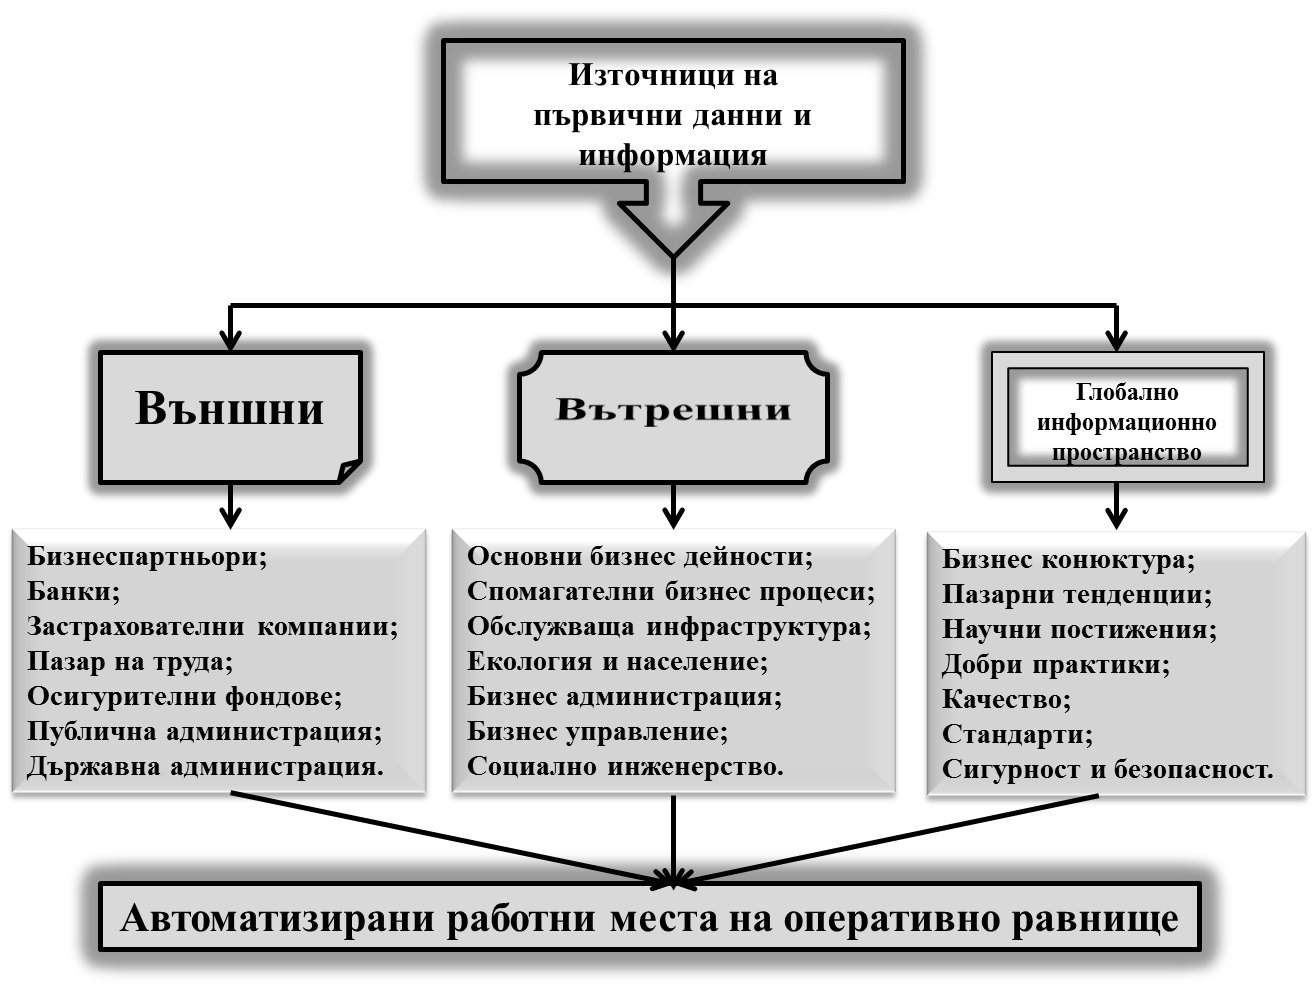 Източници на
първични данни и
информация
Външни
Вътрешни
Глобално
информационно
пространство
Бизнеспартньори;
Банки;
Застрахователни компании;
Пазар на труда;
Осигурителни фондове;
Публична администрация;
Държавна администрация.
Основни бизнес дейности;
Спомагателни бизнес процеси;
Обслужваща инфраструктура;
Екология и население;
Бизнес администрация;
Бизнес управление;
Социално инженерство.
Бизнес конюктура;
Пазарни тенденции;
Научни постижения;
Добри практики;
Качество;
Стандарти;
Сигурност и безопасност.
Автоматизирани работни места на оперативно равнище